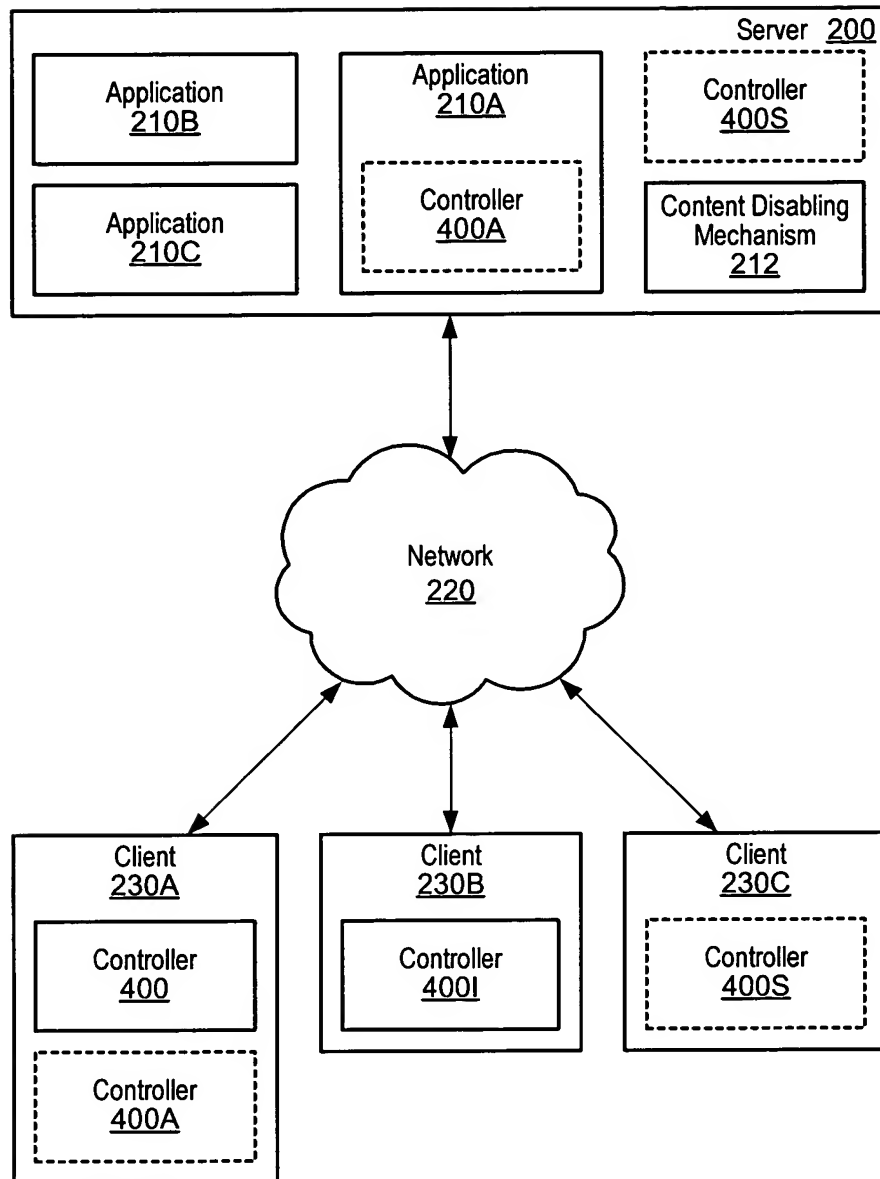 Server 200
Application
210B
Application
210C
Application
210A
Controller
400A
Controller
400S
Content Disabling
Mechanism
212
Network
220
Client
230A
Controller
400
Controller
400A
Client
230B
Controller
400I
Client
230C
Controller
400S